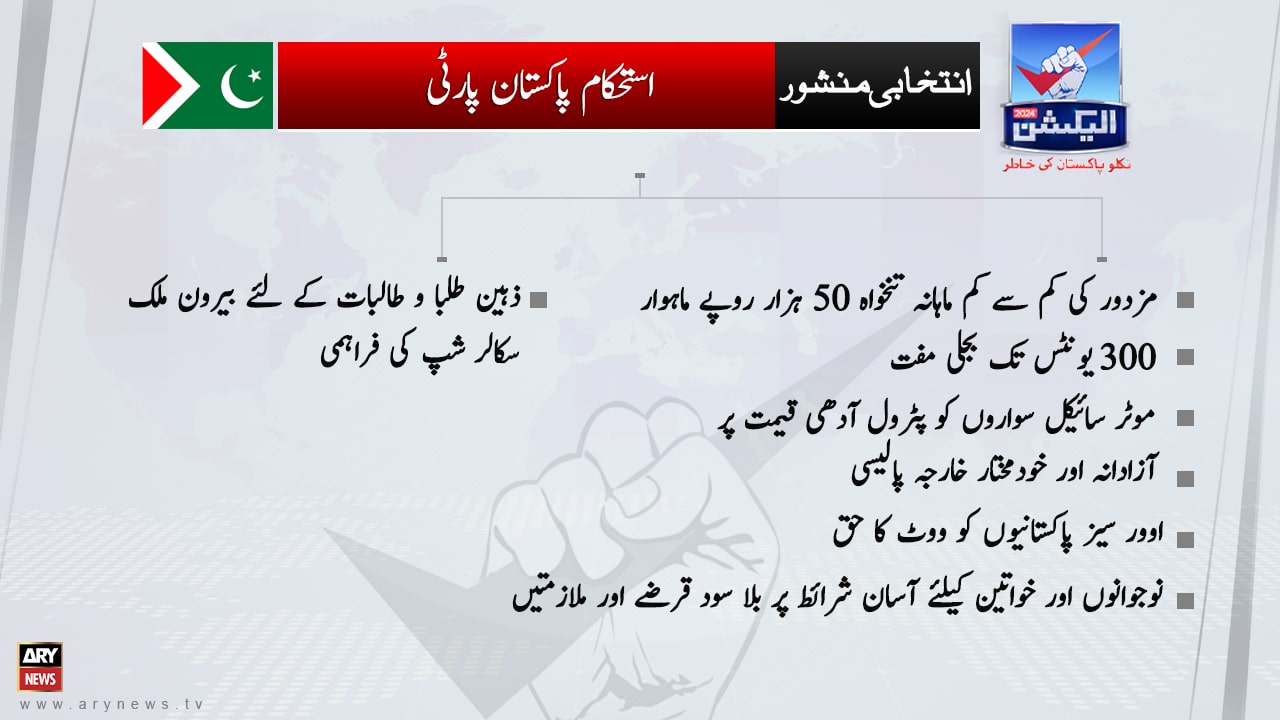 انتخابی منشور
استحکام پاکستان پارٹی
2024
الیکشن
نکلو پاکستان کی خاطر
مزدور کی کم سے کم ماہانہ تنخواہ 50 ہزار روپے ماہوار
300 یونٹس تک بجلی مفت
موٹر سائیکل سواروں کو پٹرول آدھی قیمت پر
آزادانہ اور خودمختار خارجہ پالیسی
اوور سیز پاکستانیوں کو ووٹ کا حق
نوجوانوں اور خواتین کیلئے آسان شرائط پر بلا سود قرضے اور ملازمتیں
ذہین طلبا و طالبات کے لئے بیرون ملک
سکالر شپ کی فراہمی
ARY
NEWS
www.arynews.tv